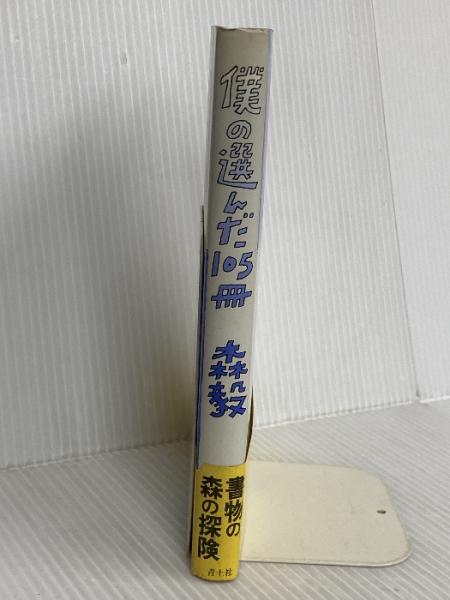 僕の選んだ105冊
森毅
書物の
森の探険
青土社